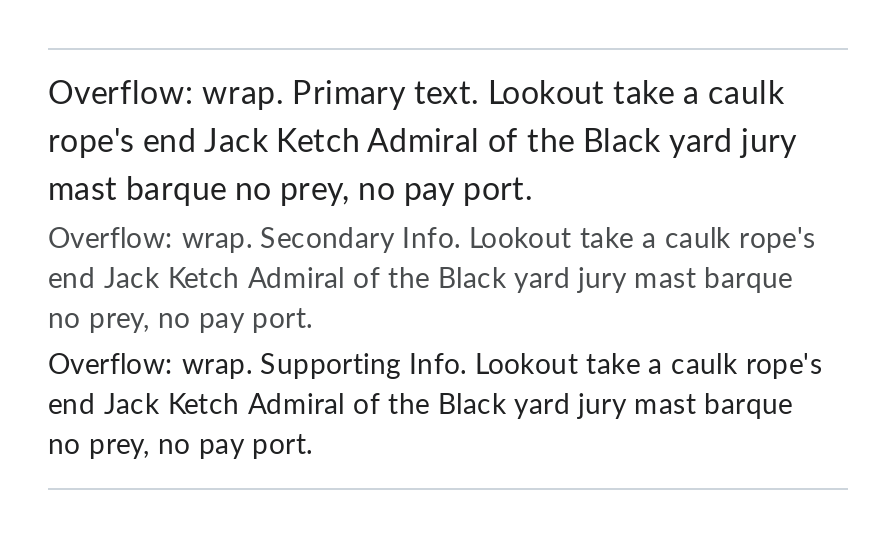 Overflow: wrap. Primary text. Lookout take a caulk
rope's end Jack Ketch Admiral of the Black yard jury
mast barque no prey, no pay port.
Overflow: wrap. Secondary Info. Lookout take a caulk rope's
end Jack Ketch Admiral of the Black yard jury mast barque
no prey, no pay port.
Overflow: wrap. Supporting Info. Lookout take a caulk rope's
end Jack Ketch Admiral of the Black yard jury mast barque
no prey, no pay port.